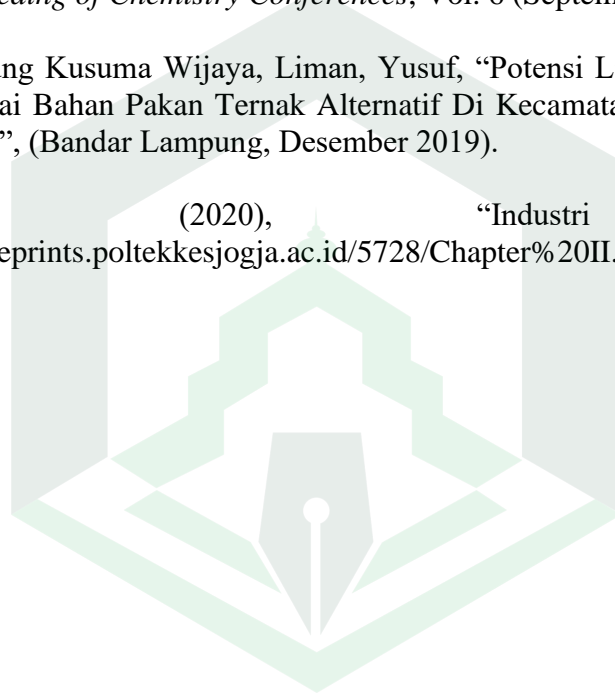 eding of Chemistry Conferences, Vol. 6 (Septem
ng Kusuma Wijaya, Liman, Yusuf, “Potensi L
ai Bahan Pakan Ternak Alternatif Di Kecamata
”, (Bandar Lampung, Desember 2019).
(2020), “Industri
eprints.poltekkesjogja.ac.id/5728/Chapter%20II.